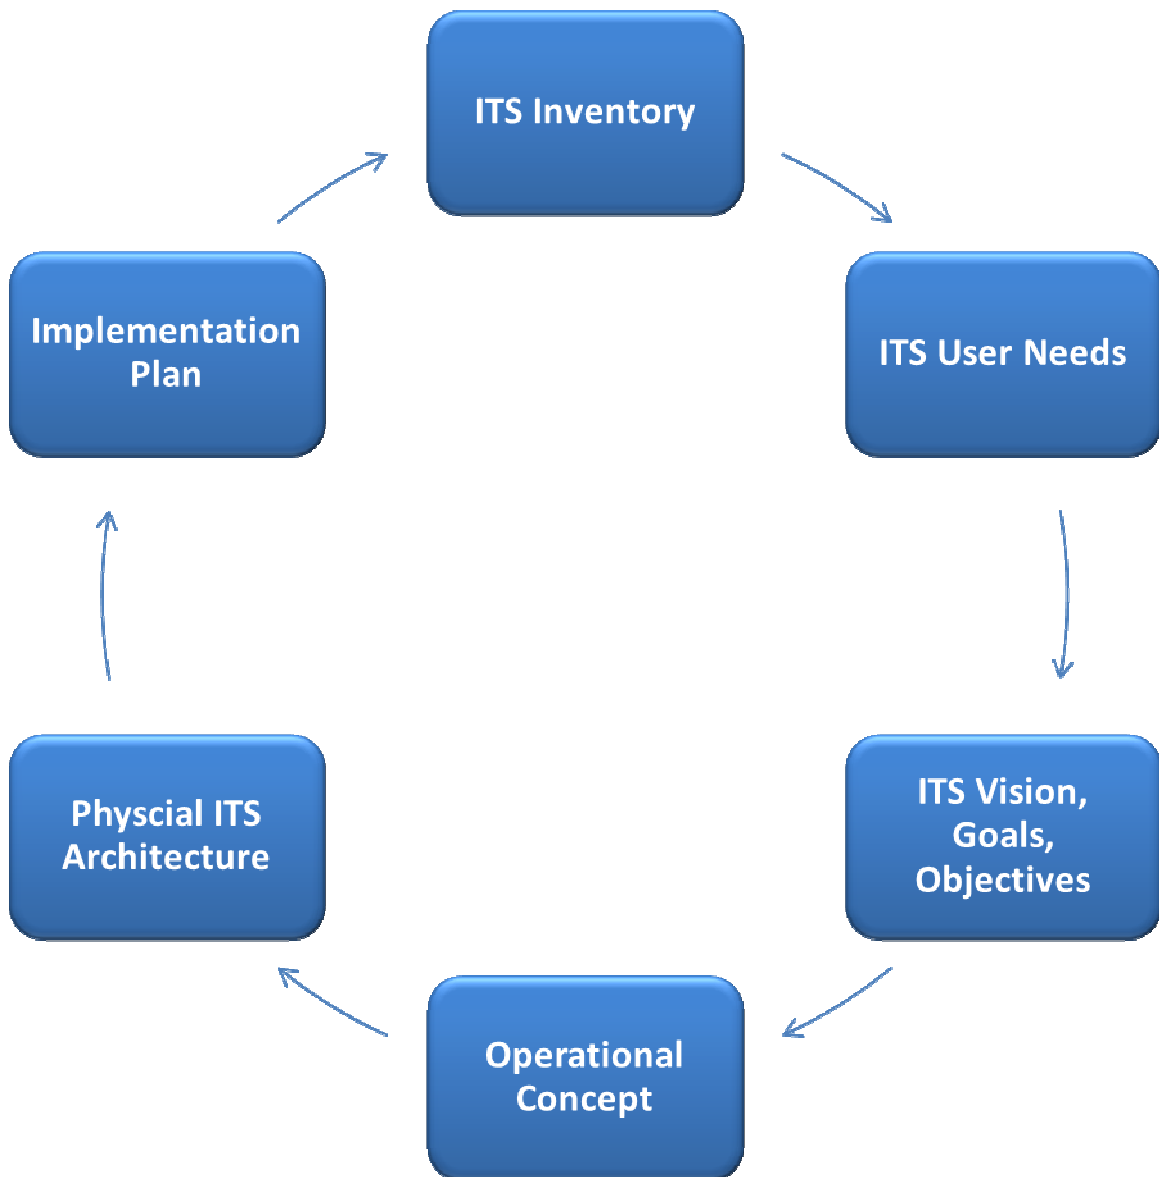 ITS Inventory
ITS User Needs
ITS Vision,
Goals,
Objectives
Operational
Concept
Physcial ITS
Architecture
Implementation
Plan